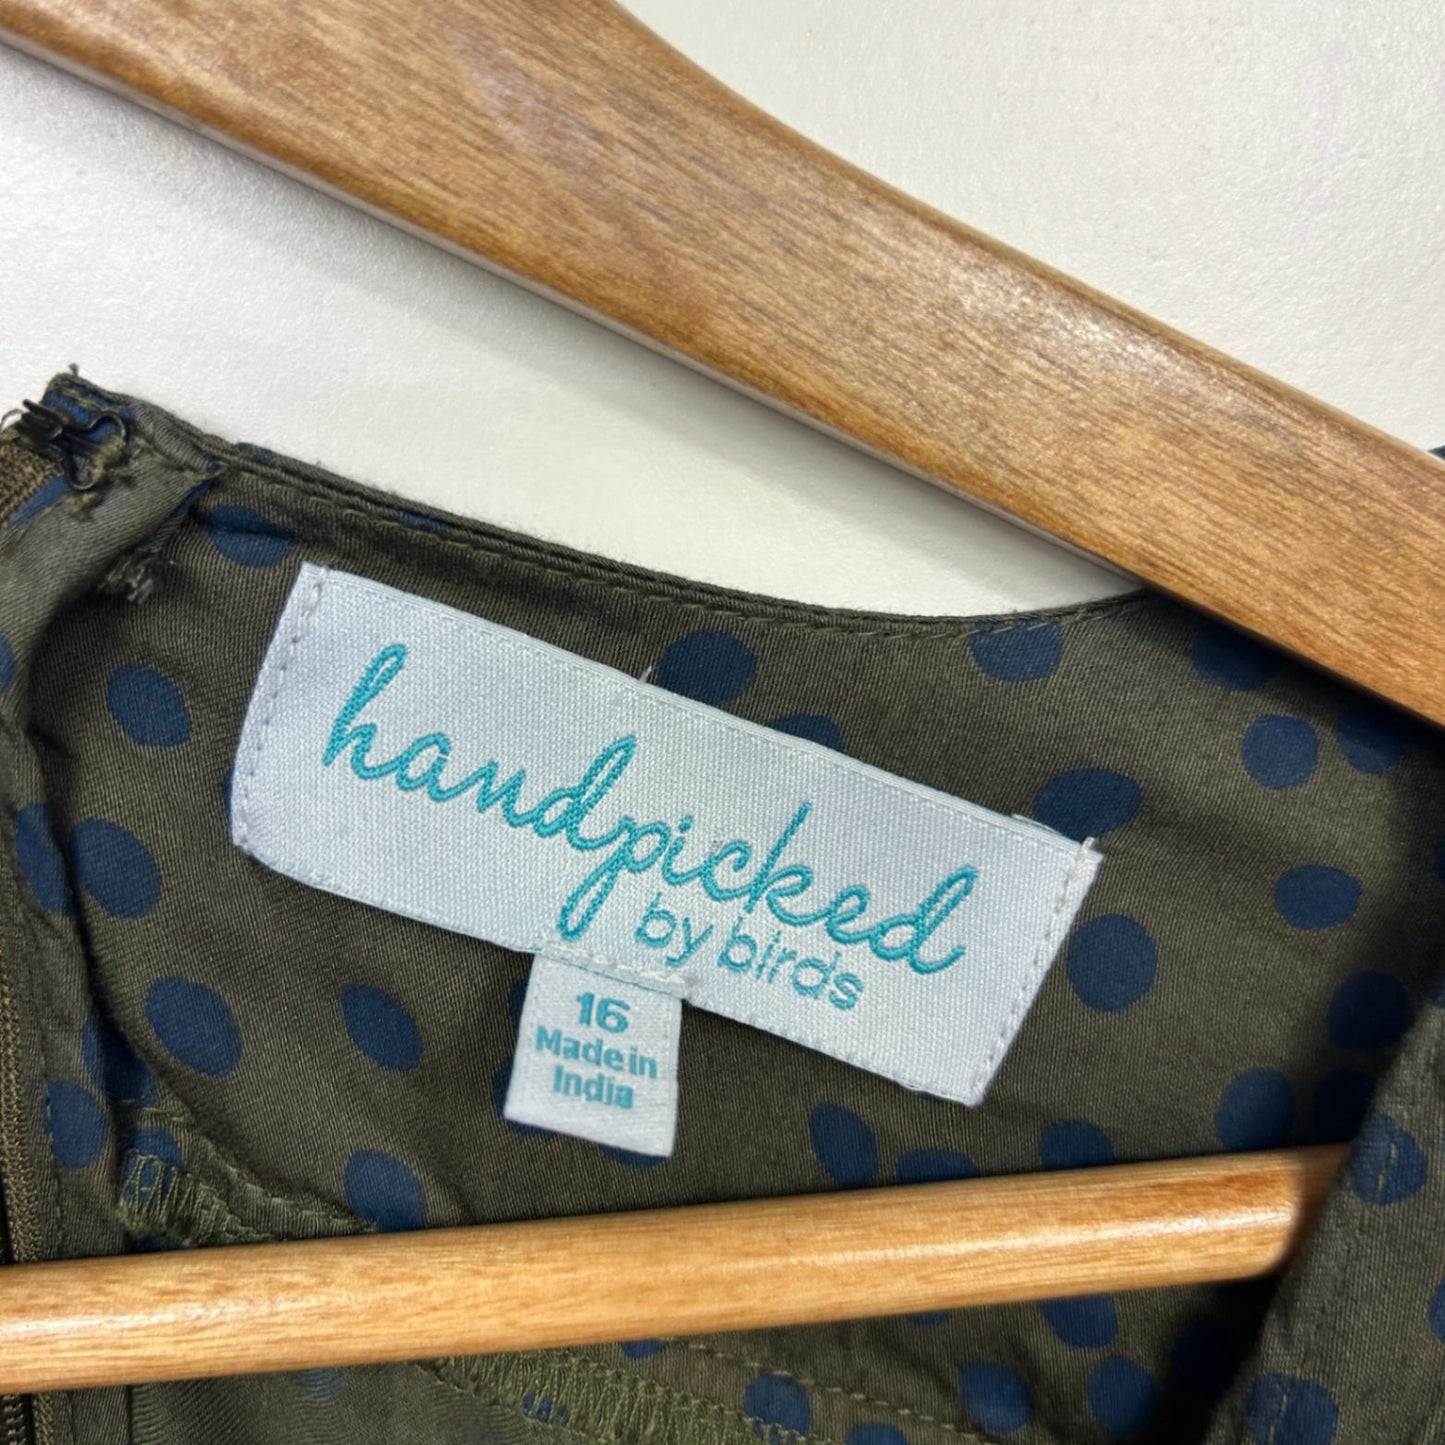 handpicked
by birds
16
Made in
India